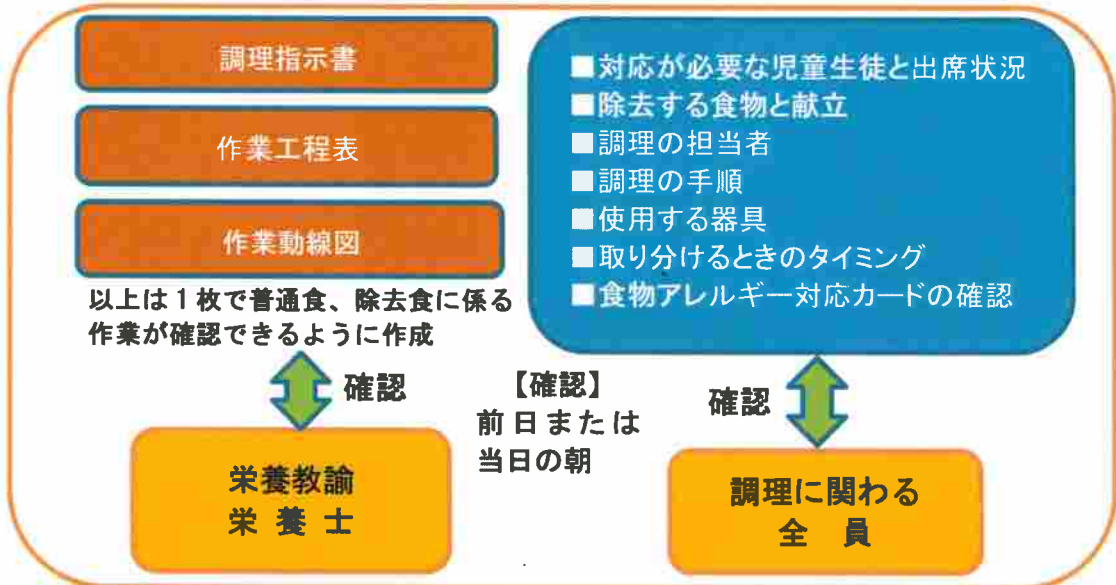 調理指示書
作業工程表
作業動線図
以上は1枚で普通食、除去食に係る
作業が確認できるように作成
■対応が必要な児童生徒と出席状況
■除去する食物と献立
■調理の担当者
■調理の手順
■使用する器具
■取り分けるときのタイミング
■食物アレルギー対応カードの確認
確認
【確認】
前日または
当日の朝
確認
栄養教諭
栄養士
調理に関わる
全員